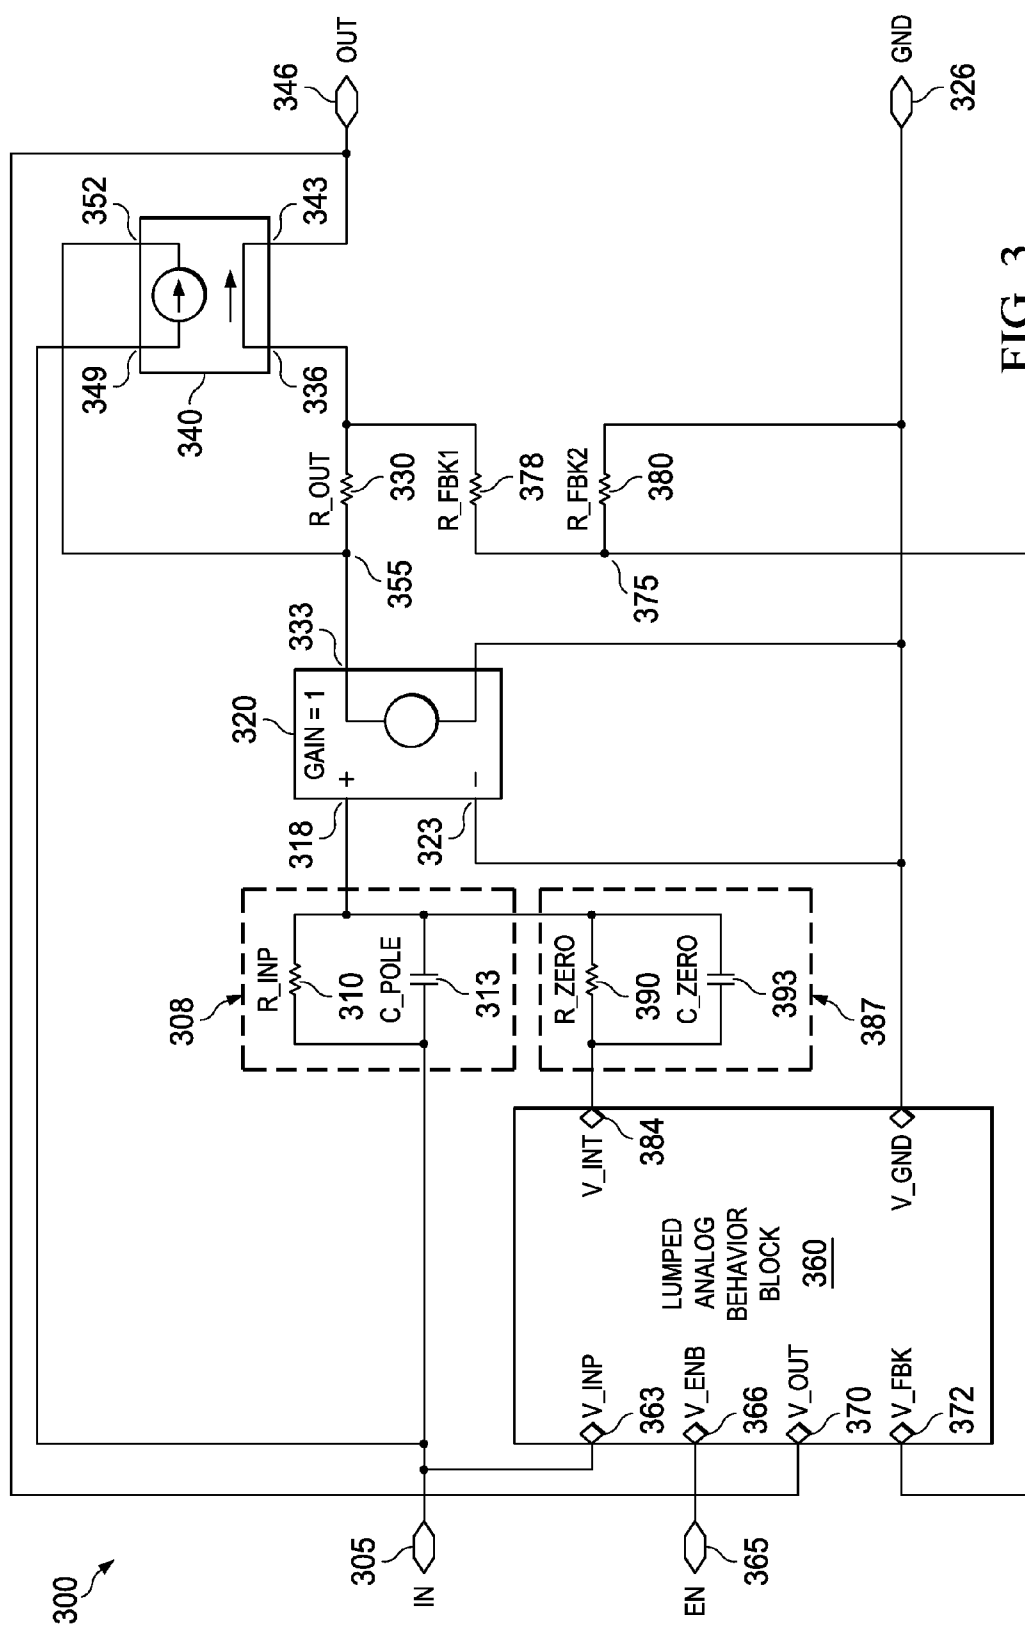 300
IN
305
EN
365
308
R_INP
310
C_POLE
313
R_ZERO
390
C_ZERO
393
387
V_INP
363
V_ENB
366
V_OUT
370
V_FBK
372
LUMPED
ANALOG
BEHAVIOR
BLOCK
360
V_INT
384
V_GND
318
323
320
GAIN = 1
+
−
333
355
R_OUT
330
R_FBK1
378
R_FBK2
380
375
340
349
352
336
343
346
OUT
GND
326
FIG. 3